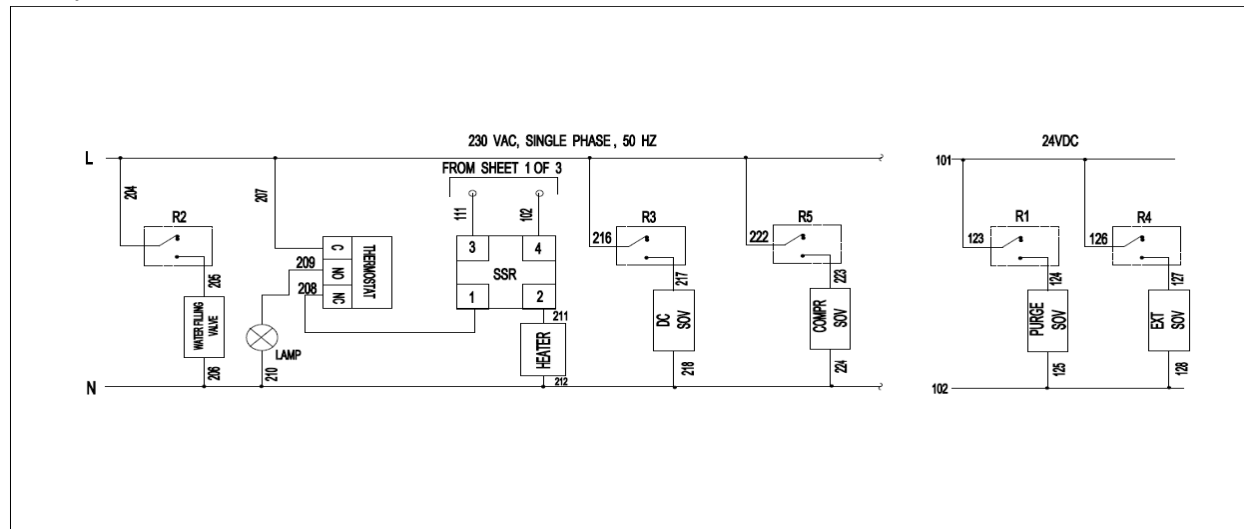 230 VAC, SINGLE PHASE, 50 HZ
24VDC
L
101
FROM SHEET 1 OF 3
204
207
111
102
R2
R3
R5
R1
R4
216
222
123
126
C
NO
NC
THERMOSTAT
209
208
3
4
SSR
1
2
205
217
223
124
127
WATER FILLING
VALVE
LAMP
211
HEATER
DC
SOV
COMPR
SOV
PURGE
SOV
EXT
SOV
206
210
212
218
224
125
128
N
102